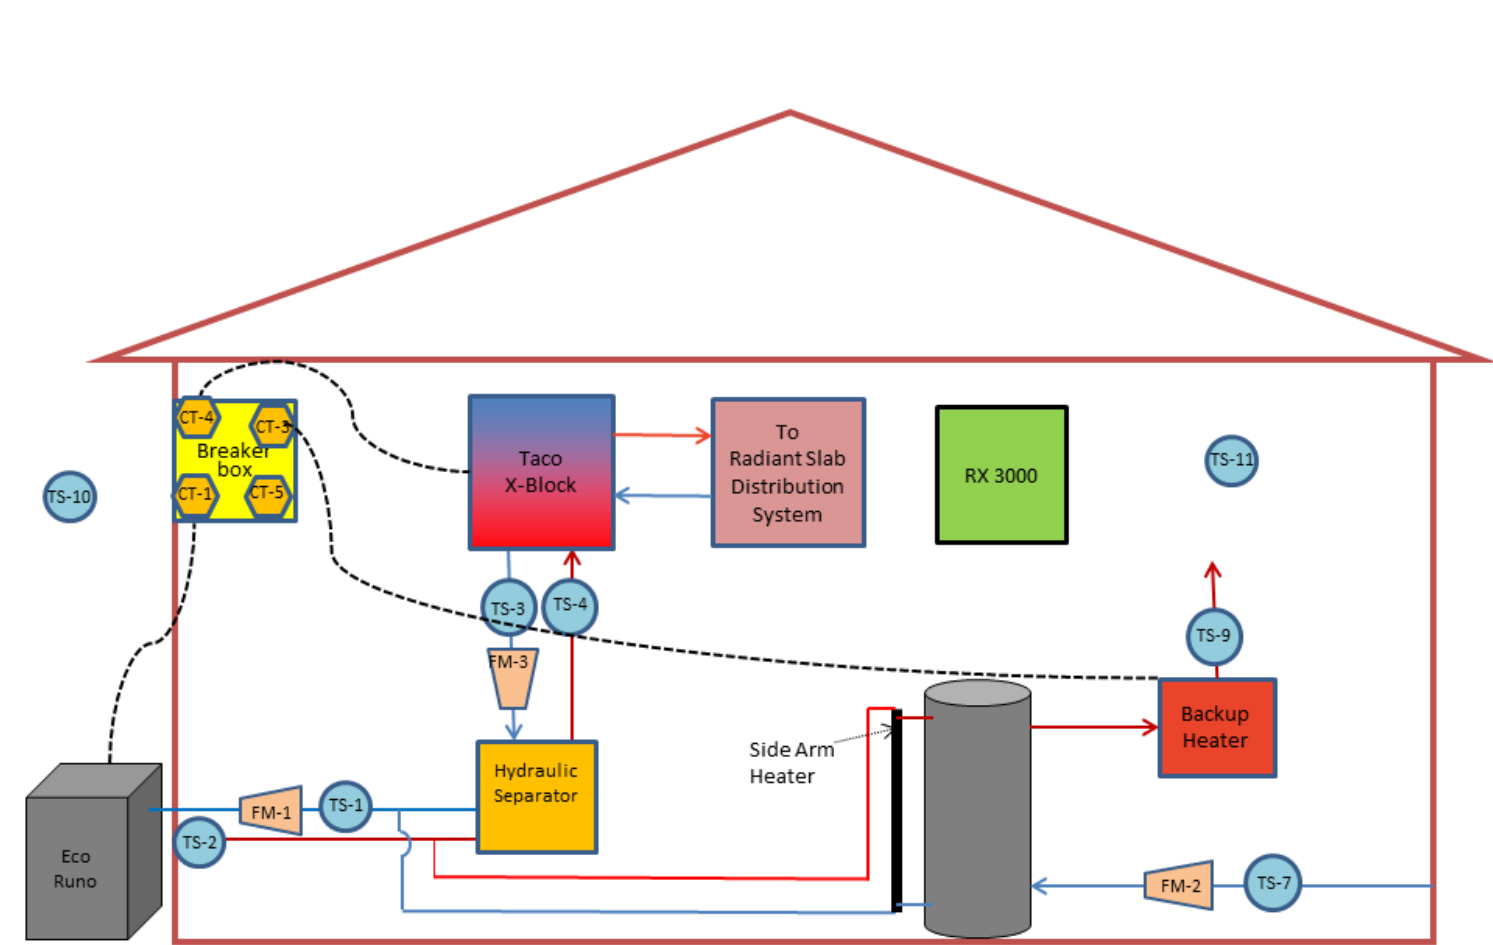 CT-4
CT-3
Breaker
box
CT-1
CT-5
TS-10
Taco
X-Block
To
Radiant Slab
Distribution
System
RX 3000
TS-11
TS-3
TS-4
FM-3
TS-9
Hydraulic
Separator
Side Arm
Heater
Backup
Heater
FM-1
TS-1
TS-2
Eco
Runo
FM-2
TS-7